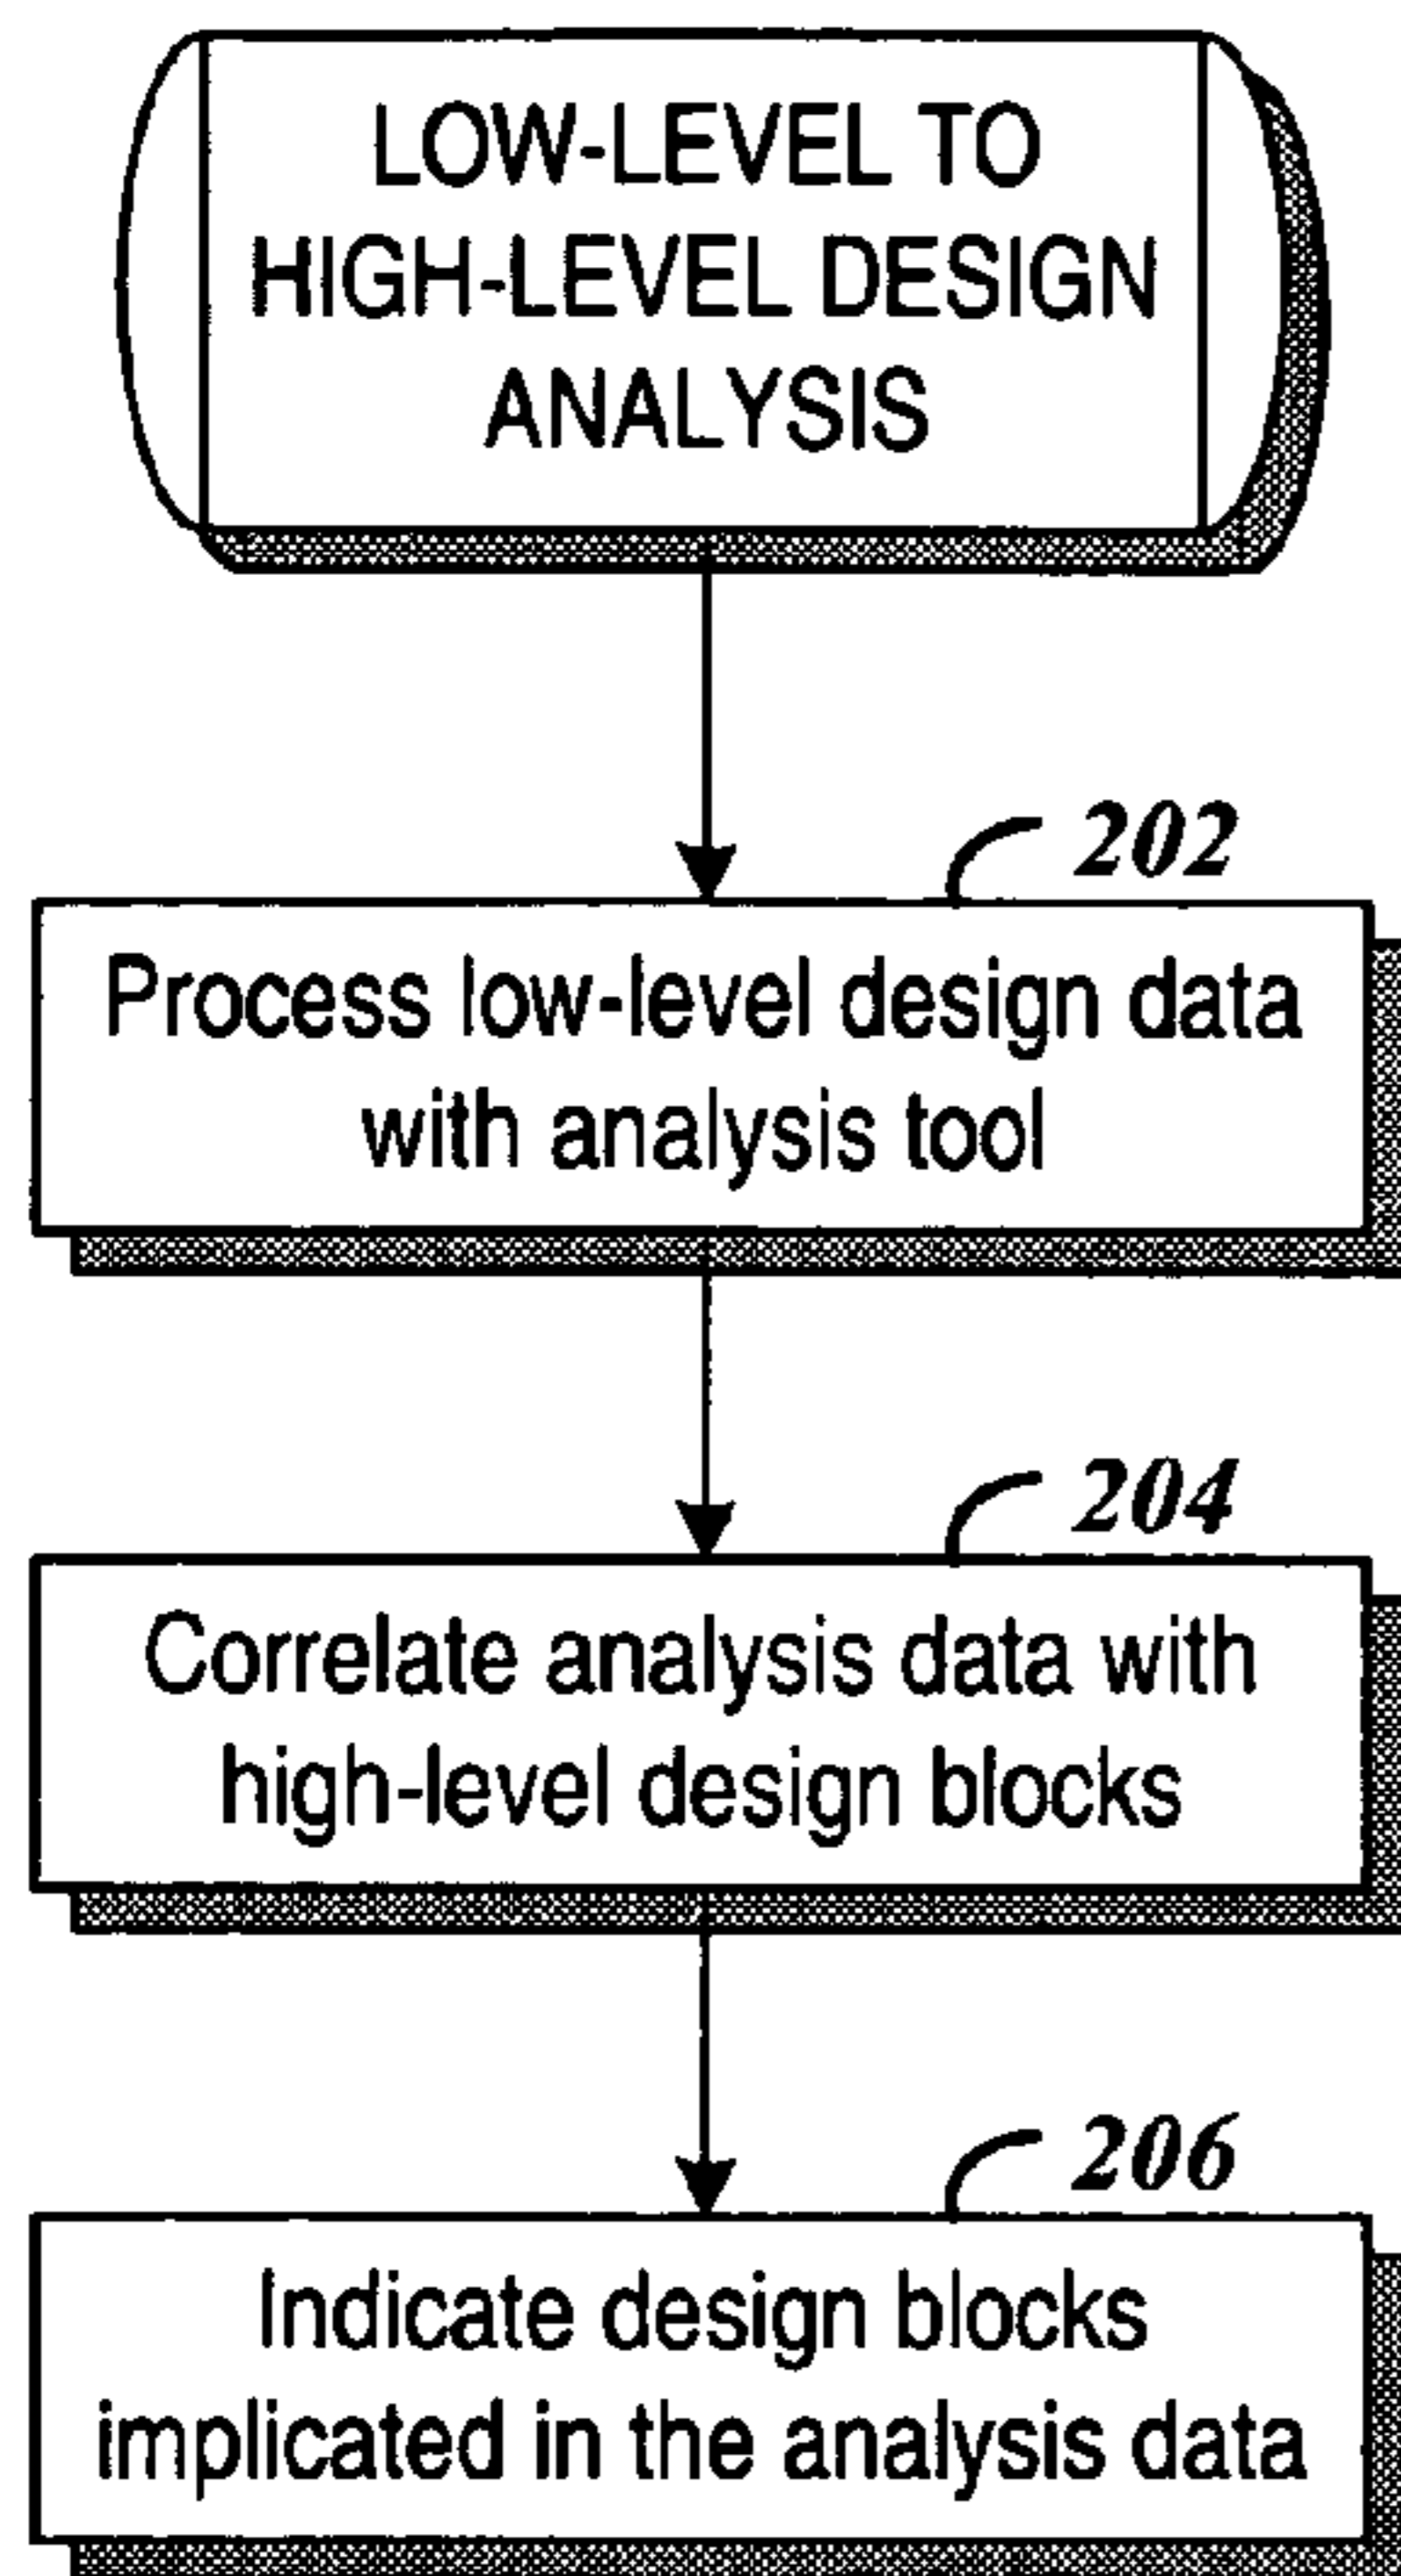 LOW-LEVEL TO
HIGH-LEVEL DESIGN
ANALYSIS
202
Process low-level design data
with analysis tool
204
Correlate analysis data with
high-level design blocks
206
Indicate design blocks
implicated in the analysis data